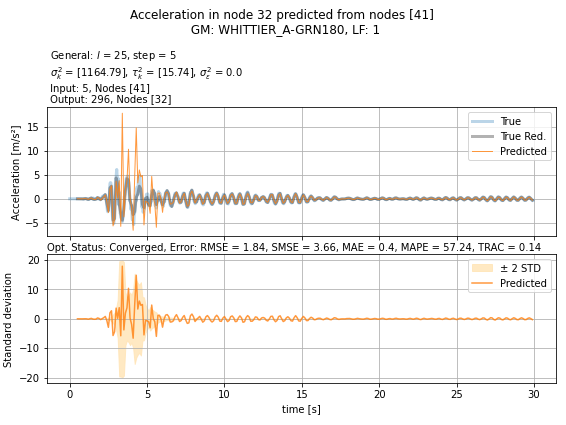 Acceleration in node 32 predicted from nodes [41]
GM: WHITTIER_A-GRN180, LF: 1
General: l = 25, step = 5
σ²ₖ = [1164.79], τ²ₖ = [15.74], σ²ε = 0.0
Input: 5, Nodes [41]
Output: 296, Nodes [32]
True
True Red.
Predicted
Acceleration [m/s²]
15
10
5
0
−5
Opt. Status: Converged, Error: RMSE = 1.84, SMSE = 3.66, MAE = 0.4, MAPE = 57.24, TRAC = 0.14
± 2 STD
Predicted
Standard deviation
20
10
0
−10
−20
0 5 10 15 20 25 30
time [s]